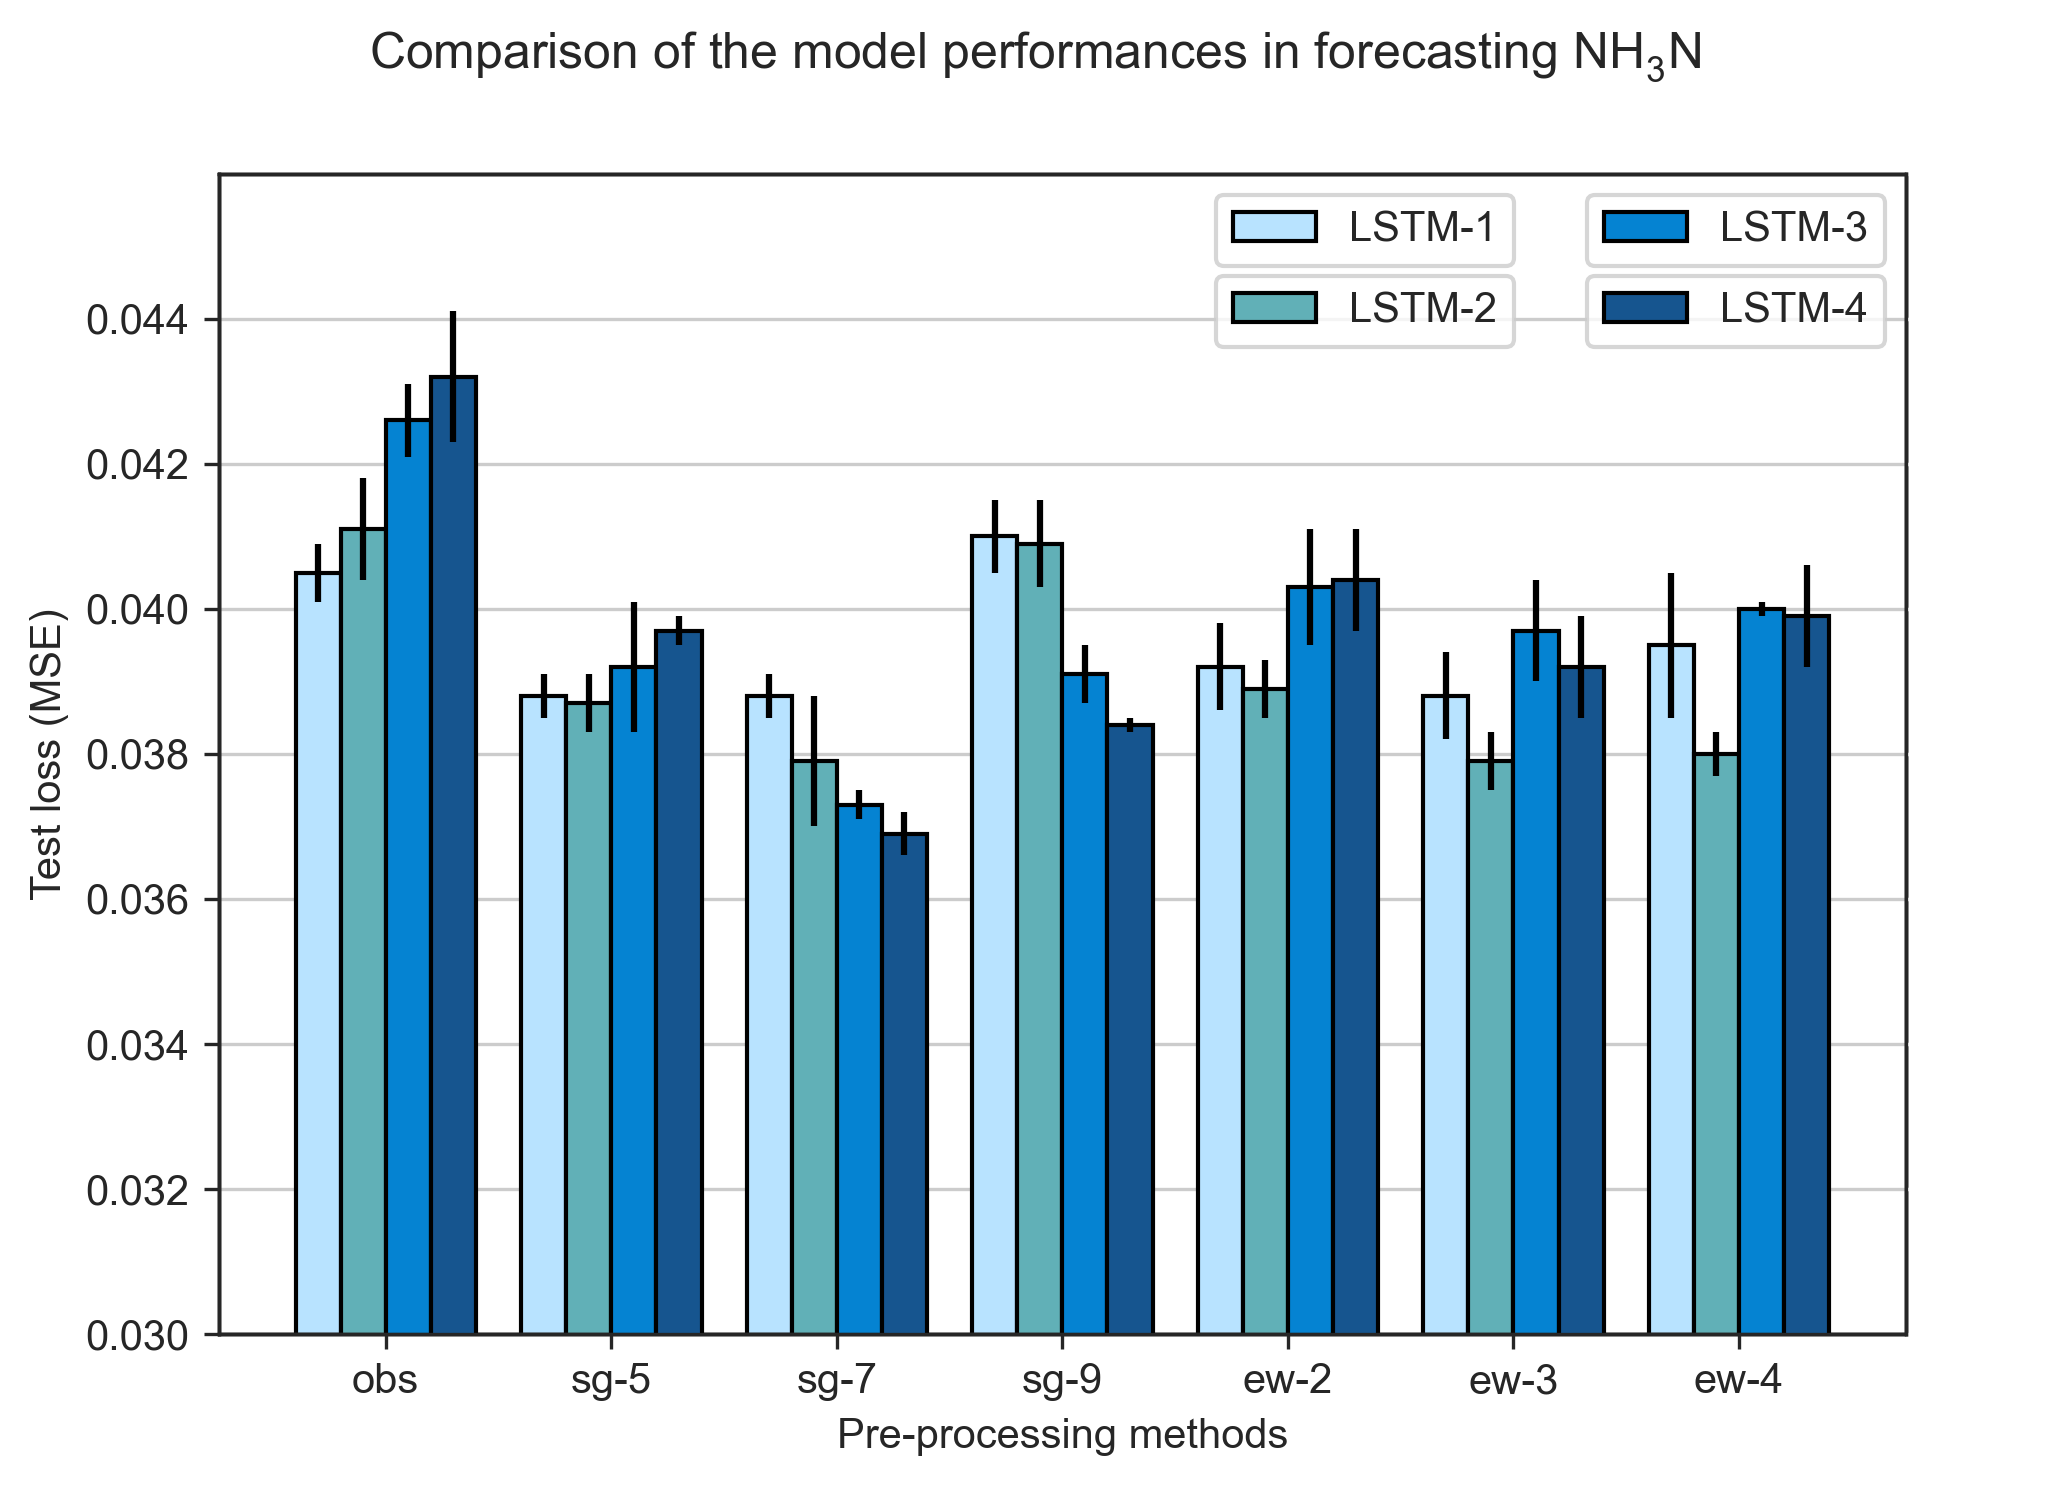 Comparison of the model performances in forecasting NH₃N
LSTM-1
LSTM-3
LSTM-2
LSTM-4
0.044
0.042
0.040
0.038
0.036
0.034
0.032
0.030
Test loss (MSE)
obs sg-5 sg-7 sg-9 ew-2 ew-3 ew-4
Pre-processing methods